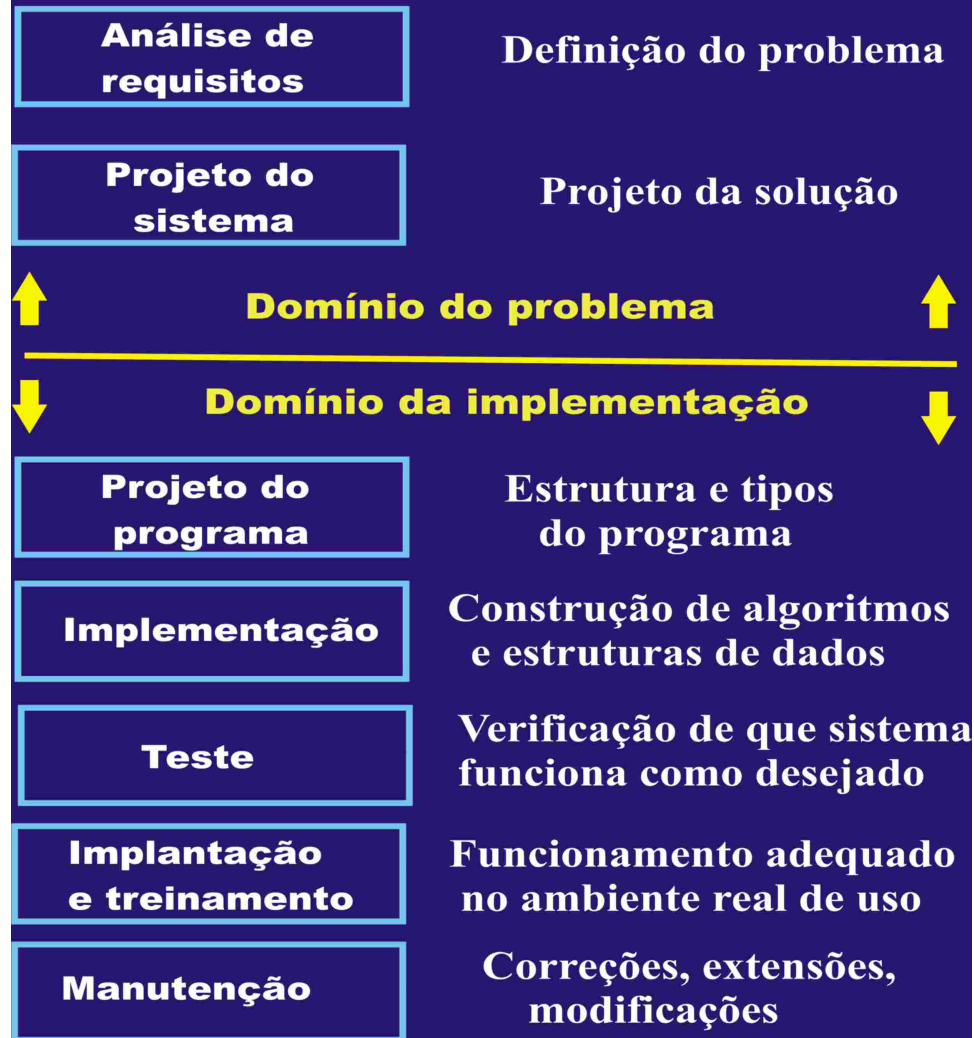 Análise de
requisitos
Definição do problema
Projeto do
sistema
Projeto da solução
Domínio do problema
Domínio da implementação
Projeto do
programa
Estrutura e tipos
do programa
Implementação
Construção de algoritmos
e estruturas de dados
Teste
Verificação de que sistema
funciona como desejado
Implantação
e treinamento
Funcionamento adequado
no ambiente real de uso
Manutenção
Correções, extensões,
modificações